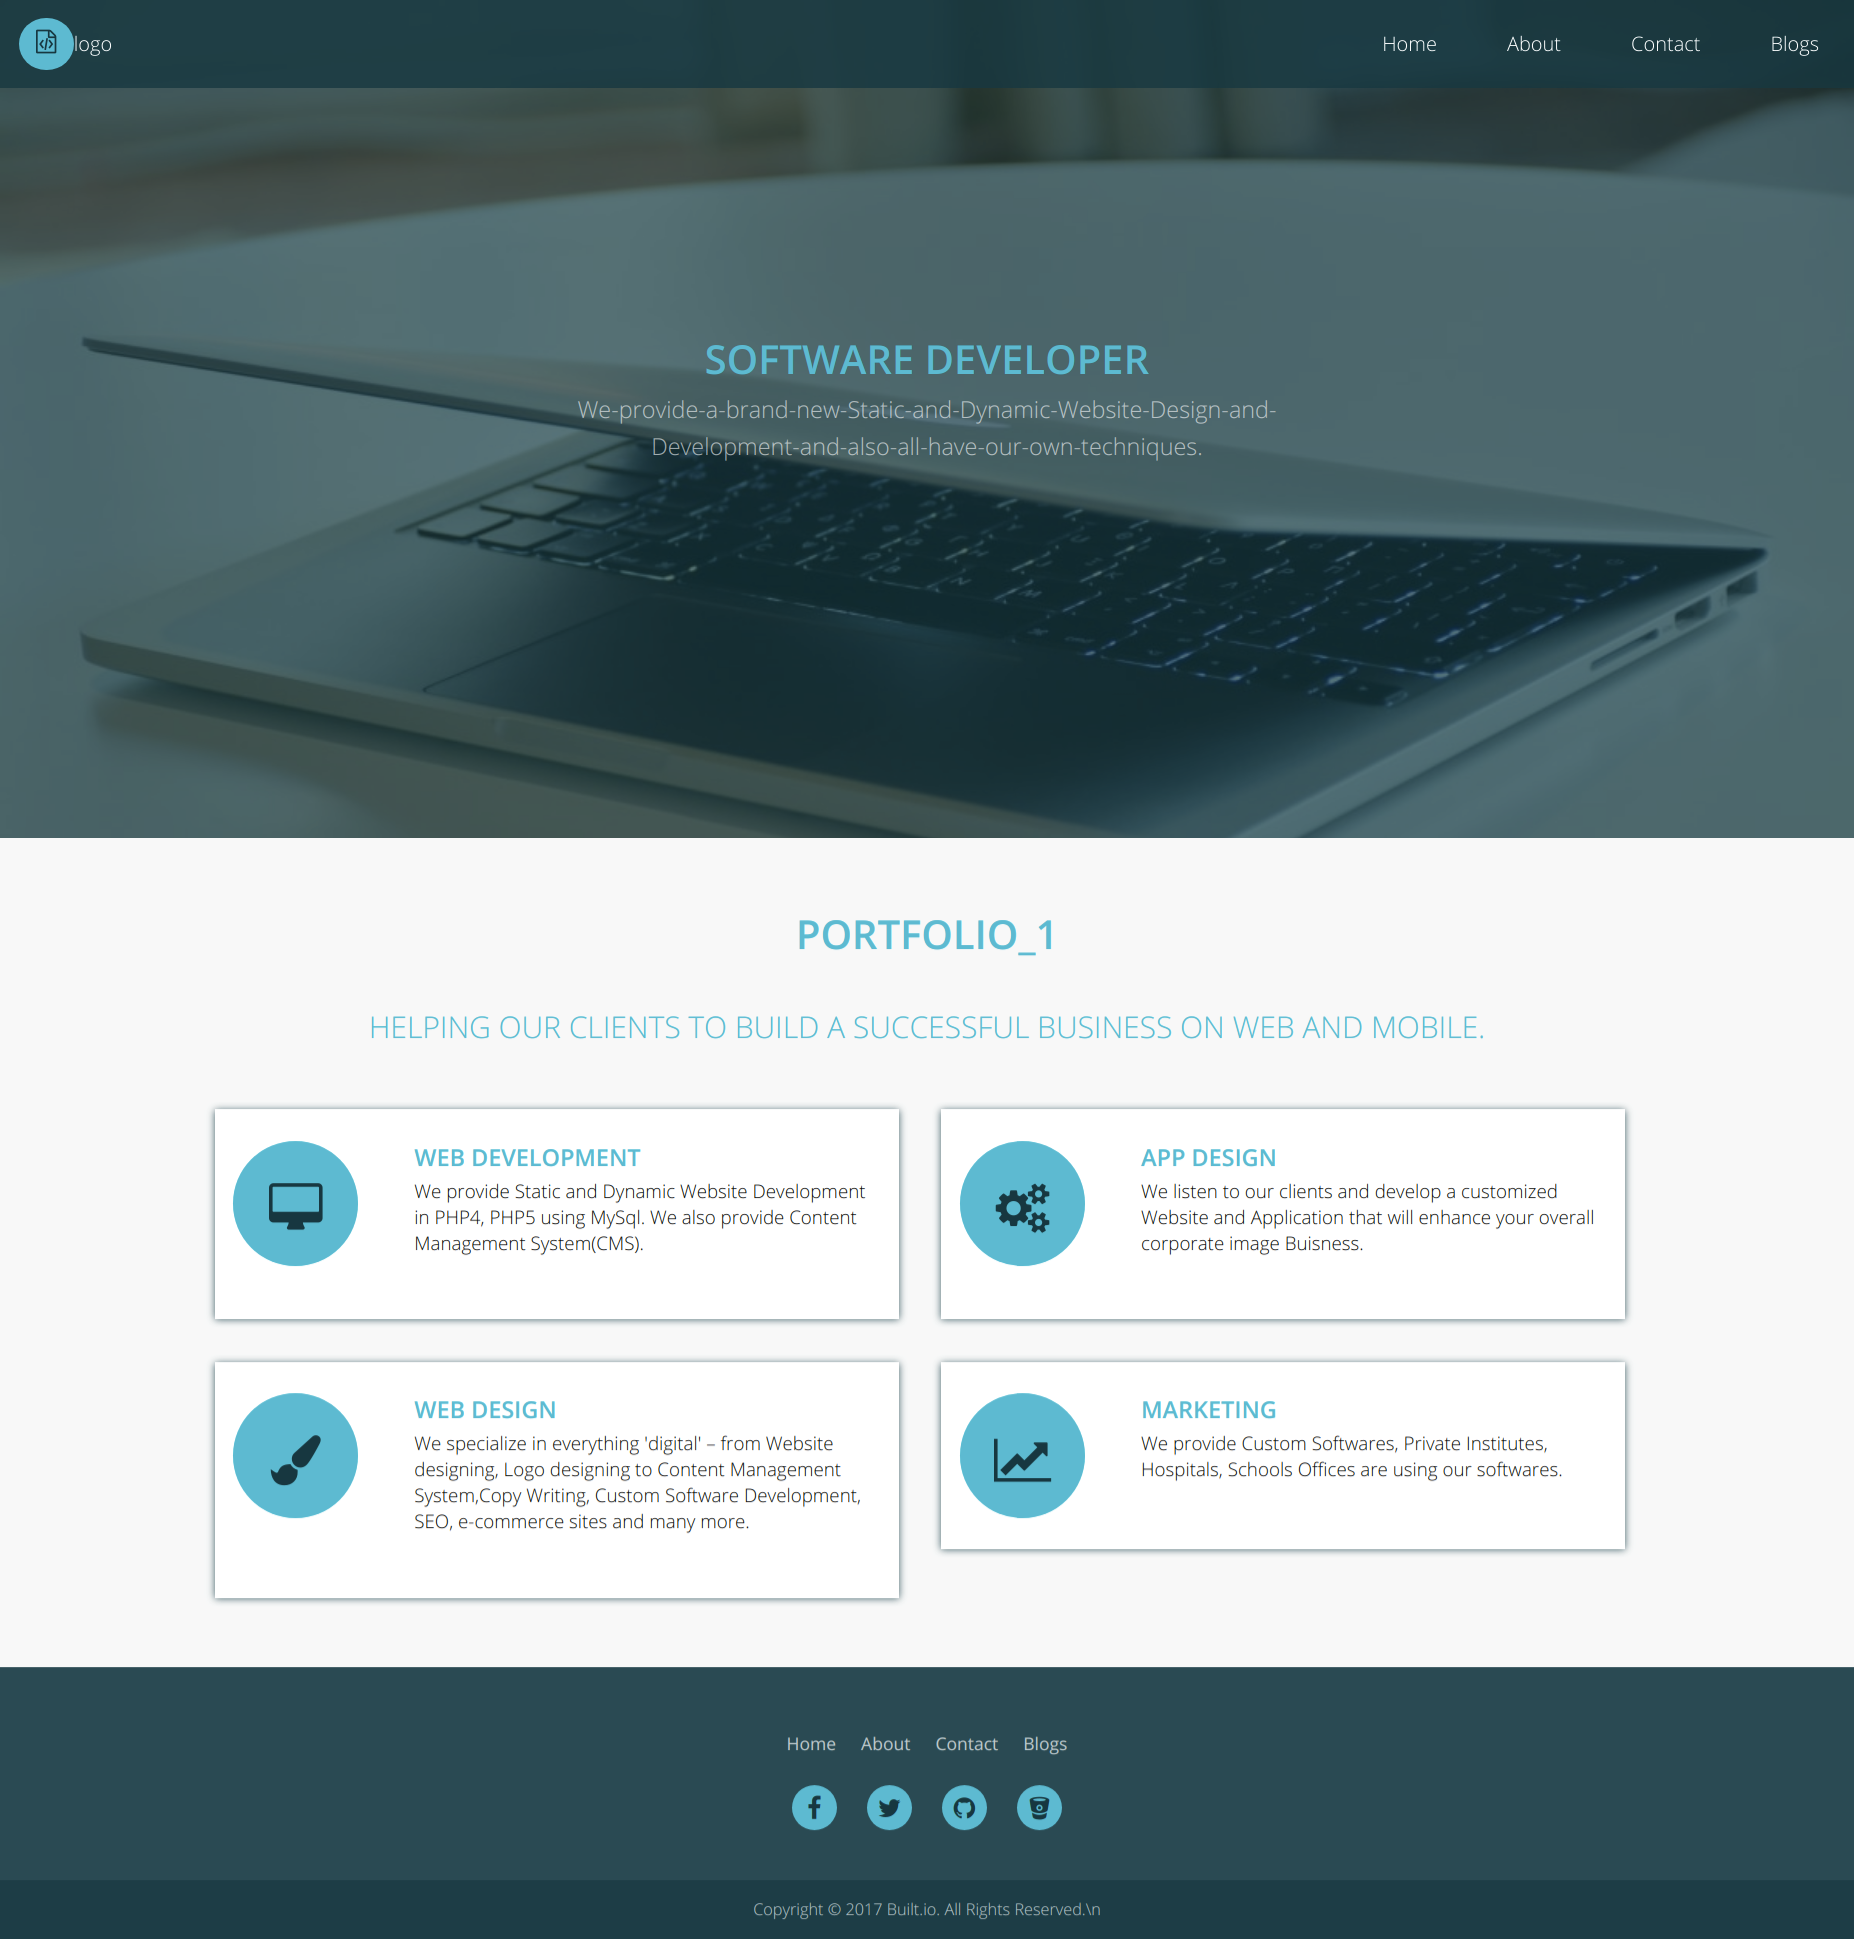 logo
Home About Contact Blogs
SOFTWARE DEVELOPER
We-provide-a-brand-new-Static-and-Dynamic-Website-Design-and-
Development-and-also-all-have-our-own-techniques.
PORTFOLIO_1
HELPING OUR CLIENTS TO BUILD A SUCCESSFUL BUSINESS ON WEB AND MOBILE.
WEB DEVELOPMENT
We provide Static and Dynamic Website Development
in PHP4, PHP5 using MySql. We also provide Content
Management System(CMS).
APP DESIGN
We listen to our clients and develop a customized
Website and Application that will enhance your overall
corporate image Buisness.
WEB DESIGN
We specialize in everything 'digital' – from Website
designing, Logo designing to Content Management
System,Copy Writing, Custom Software Development,
SEO, e-commerce sites and many more.
MARKETING
We provide Custom Softwares, Private Institutes,
Hospitals, Schools Offices are using our softwares.
Home About Contact Blogs
Copyright © 2017 Built.io. All Rights Reserved.\n